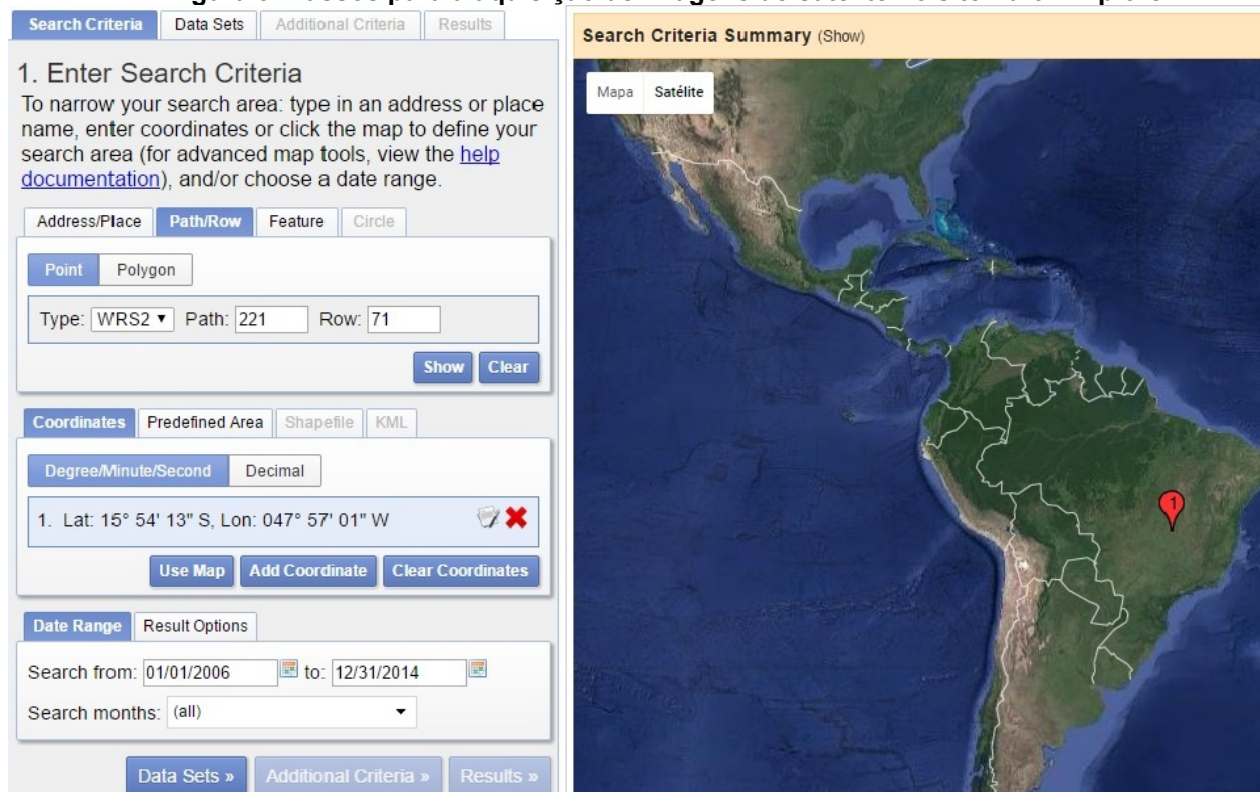 Search Criteria Data Sets Additional Criteria Results
1. Enter Search Criteria
To narrow your search area: type in an address or place
name, enter coordinates or click the map to define your
search area (for advanced map tools, view the help
documentation), and/or choose a date range.
Address/Place Path/Row Feature Circle
Point Polygon
Type: WRS2 Path: 221 Row: 71
Show Clear
Coordinates Predefined Area Shapefile KML
Degree/Minute/Second Decimal
1. Lat: 15° 54' 13" S, Lon: 047° 57' 01" W
Use Map Add Coordinate Clear Coordinates
Date Range Result Options
Search from: 01/01/2006 to: 12/31/2014
Search months: (all)
Data Sets » Additional Criteria » Results »
Search Criteria Summary (Show)
Mapa Satélite
1